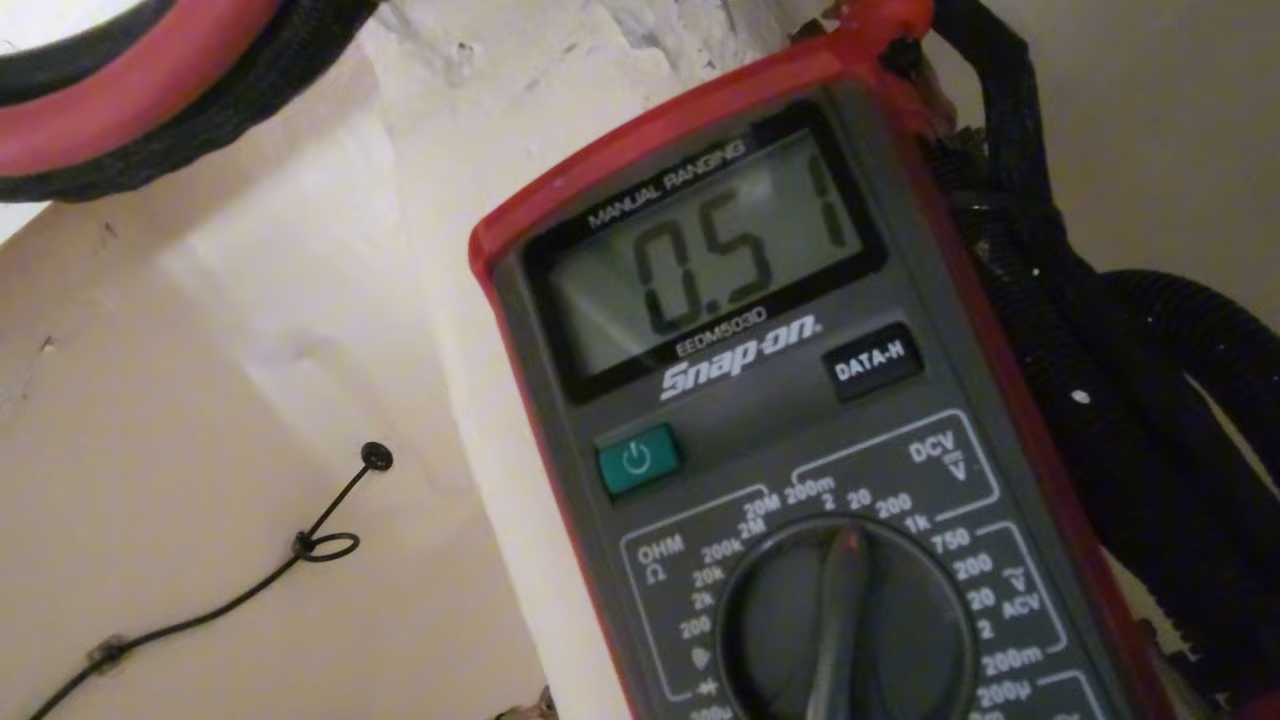 MANUAL RANGING
0.51
EEDM503D
Snap-on.
DATA-H
DCV
V
200m
2
20
200
1k
OHM
Ω
20M
2M
200k
20k
2k
200
750
200
20
2
200m
V
ACV
200µ